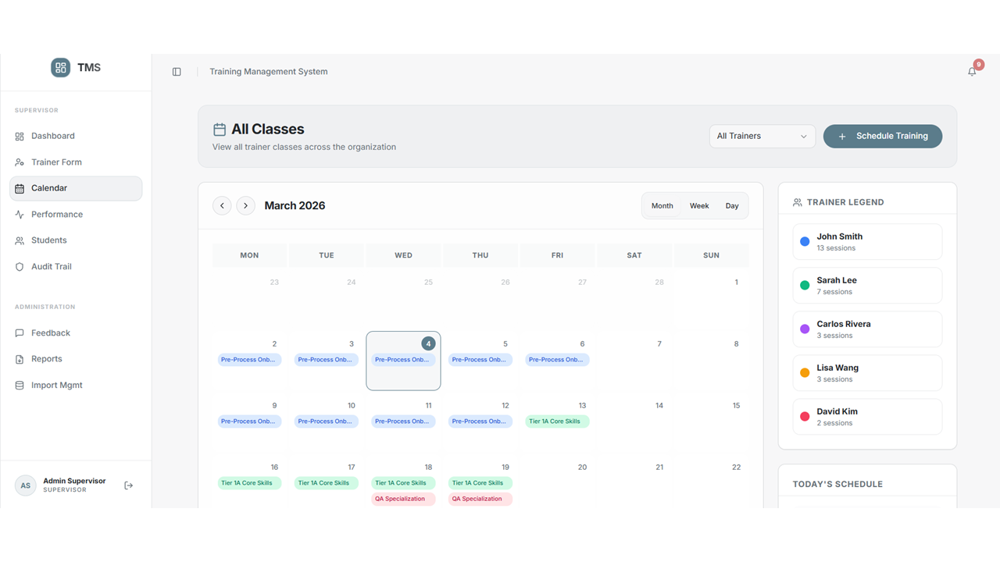 TMS
SUPERVISOR
Dashboard
Trainer Form
Calendar
Performance
Students
Audit Trail
ADMINISTRATION
Feedback
Reports
Import Mgmt
AS
Admin Supervisor
SUPERVISOR
Training Management System
9
All Classes
View all trainer classes across the organization
All Trainers
+ Schedule Training
March 2026
Month Week Day
MON TUE WED THU FRI SAT SUN
23 24 25 26 27 28 1
2 3 4 5 6 7 8
Pre-Process Onb... Pre-Process Onb... Pre-Process Onb... Pre-Process Onb... Pre-Process Onb...
9 10 11 12 13 14 15
Pre-Process Onb... Pre-Process Onb... Pre-Process Onb... Pre-Process Onb... Tier 1A Core Skills
16 17 18 19 20 21 22
Tier 1A Core Skills Tier 1A Core Skills Tier 1A Core Skills Tier 1A Core Skills
QA Specialization QA Specialization
TRAINER LEGEND
John Smith
13 sessions
Sarah Lee
7 sessions
Carlos Rivera
3 sessions
Lisa Wang
3 sessions
David Kim
2 sessions
TODAY'S SCHEDULE